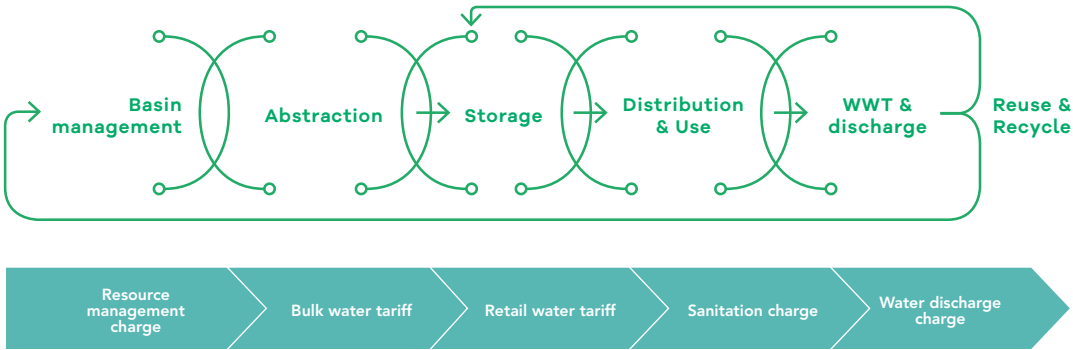 Basin
management
Abstraction
Storage
Distribution
& Use
WWT &
discharge
Reuse &
Recycle
Resource
management
charge
Bulk water tariff
Retail water tariff
Sanitation charge
Water discharge
charge